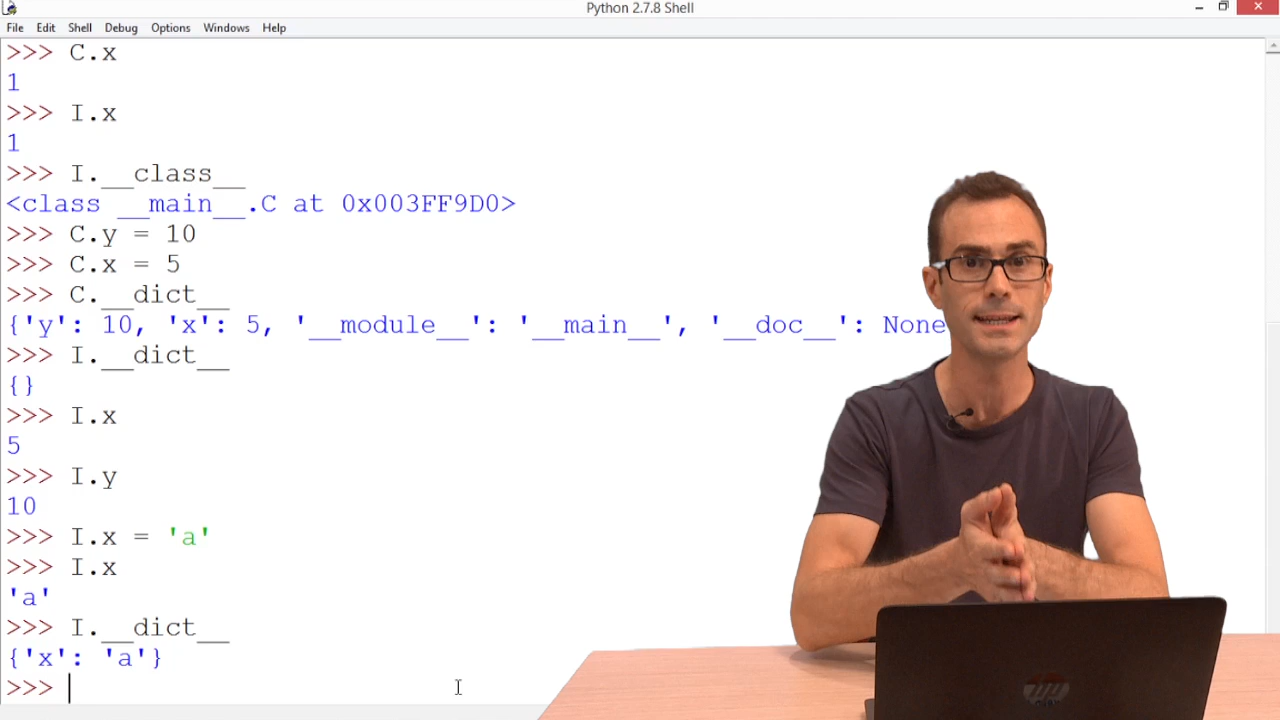 Python 2.7.8 Shell
File Edit Shell Debug Options Windows Help
>>> C.x
1
>>> I.x
1
>>> I.__class__
<class __main__.C at 0x003FF9D0>
>>> C.y = 10
>>> C.x = 5
>>> C.__dict__
{'y': 10, 'x': 5, '__module__': '__main__', '__doc__': None
>>> I.__dict__
{}
>>> I.x
5
>>> I.y
10
>>> I.x = 'a'
>>> I.x
'a'
>>> I.__dict__
{'x': 'a'}
>>>
hp